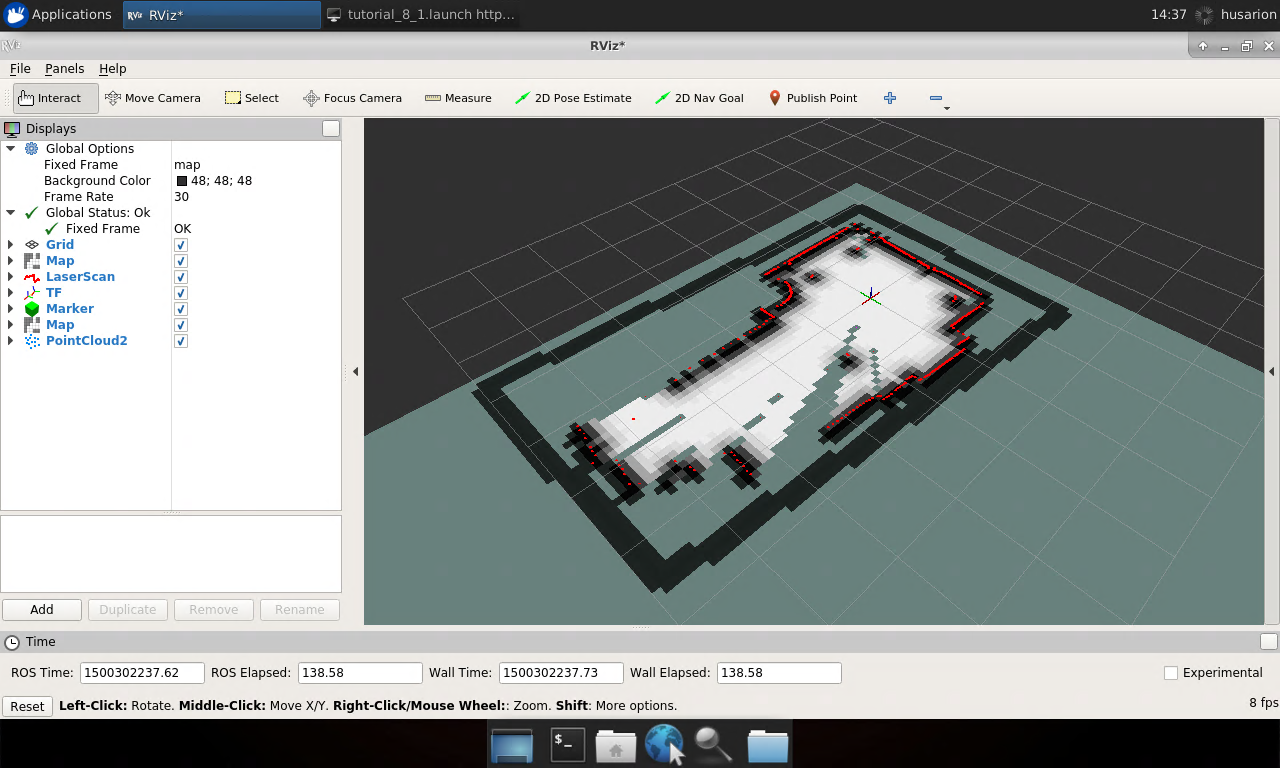 Applications RViz RViz* tutorial_8_1.launch http... 14:37 husarion
RViz RViz*
File Panels Help
Interact Move Camera Select Focus Camera Measure 2D Pose Estimate 2D Nav Goal Publish Point
Displays
Global Options
Fixed Frame map
Background Color 48; 48; 48
Frame Rate 30
Global Status: Ok
Fixed Frame OK
Grid
Map
LaserScan
TF
Marker
Map
PointCloud2
Add Duplicate Remove Rename
Time
ROS Time: 1500302237.62 ROS Elapsed: 138.58 Wall Time: 1500302237.73 Wall Elapsed: 138.58 Experimental
Reset Left-Click: Rotate. Middle-Click: Move X/Y. Right-Click/Mouse Wheel:: Zoom. Shift: More options. 8 fps
$_